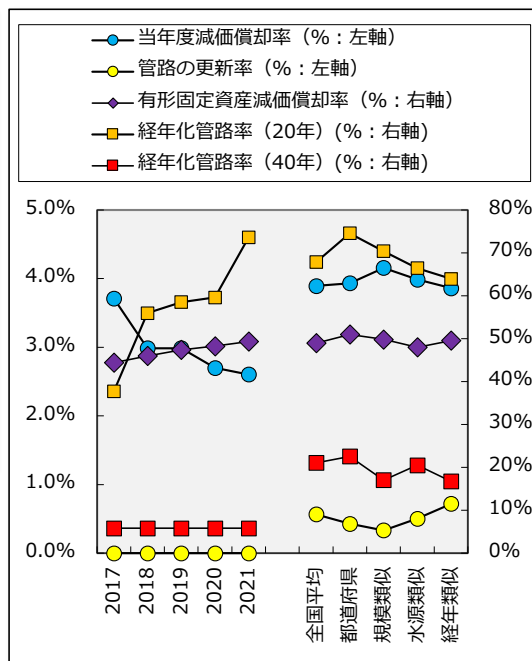 当年度減価償却率（%：左軸）
管路の更新率（%：左軸）
有形固定資産減価償却率（%：右軸）
経年化管路率（20年）(%：右軸)
経年化管路率（40年）(%：右軸)
5.0%
4.0%
3.0%
2.0%
1.0%
0.0%
80%
70%
60%
50%
40%
30%
20%
10%
0%
2017
2018
2019
2020
2021
全国平均
都道府県
規模類似
水源類似
経年類似